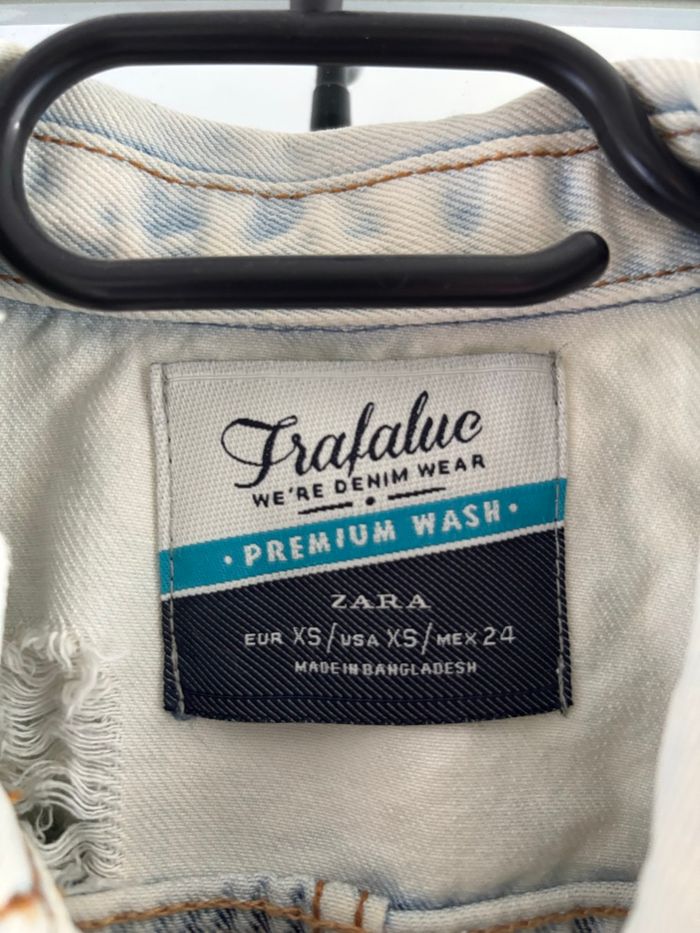 Trafaluc
WE'RE DENIM WEAR
• PREMIUM WASH •
ZARA
EUR XS/USA XS/MEX 24
MADE IN BANGLADESH